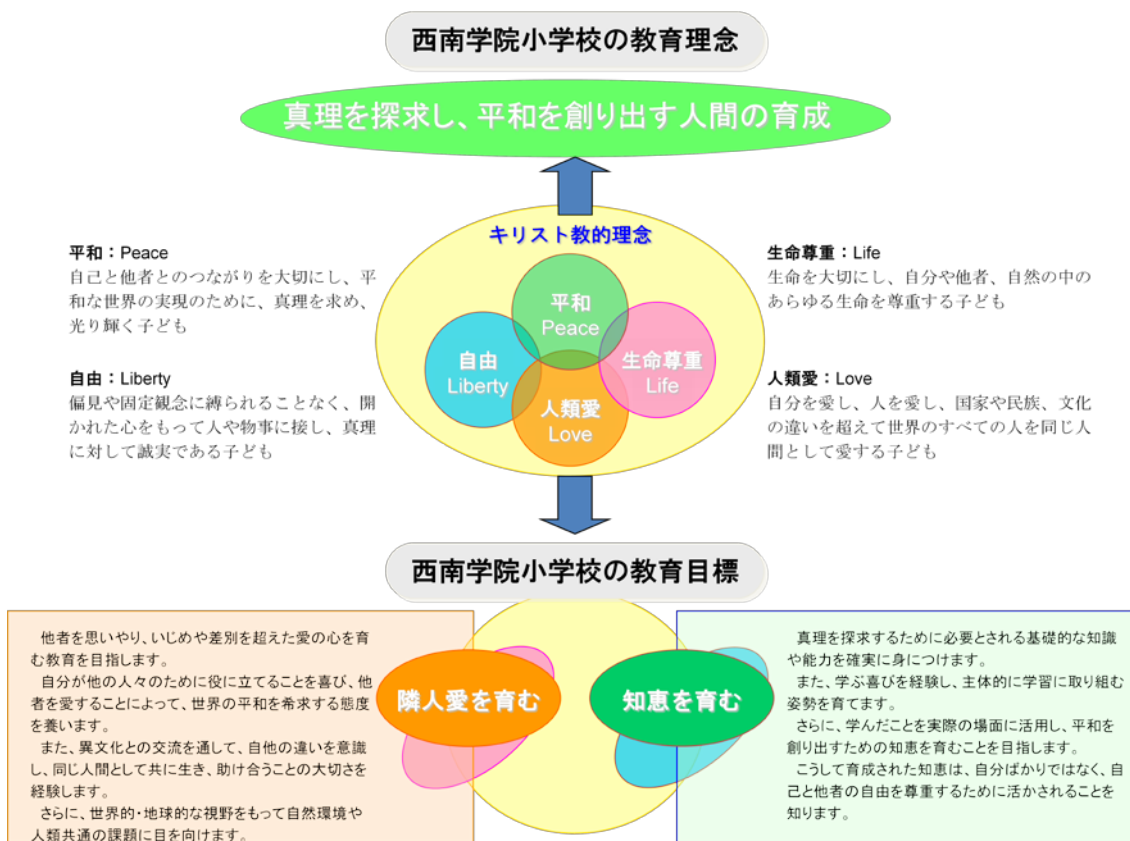 西南学院小学校の教育理念
真理を探求し、平和を創り出す人間の育成
キリスト教的理念
平和：Peace
自己と他者とのつながりを大切にし、平
和な世界の実現のために、真理を求め、
光り輝く子ども
自由：Liberty
偏見や固定観念に縛られることなく、開
かれた心をもって人や物事に接し、真理
に対して誠実である子ども
平和
Peace
自由
Liberty
生命尊重
Life
人類愛
Love
生命尊重：Life
生命を大切にし、自分や他者、自然の中の
あらゆる生命を尊重する子ども
人類愛：Love
自分を愛し、人を愛し、国家や民族、文化
の違いを超えて世界のすべての人を同じ人
間として愛する子ども
西南学院小学校の教育目標
他者を思いやり、いじめや差別を超えた愛の心を育
む教育を目指します。
自分が他の人々のために役に立てることを喜び、他
者を愛することによって、世界の平和を希求する態度
を養います。
また、異文化との交流を通して、自他の違いを意識
し、同じ人間として共に生き、助け合うことの大切さを
経験します。
さらに、世界的・地球的な視野をもって自然環境や
人類共通の課題に目を向けます。
隣人愛を育む
知恵を育む
真理を探求するために必要とされる基礎的な知識
や能力を確実に身につけます。
また、学ぶ喜びを経験し、主体的に学習に取り組む
姿勢を育てます。
さらに、学んだことを実際の場面に活用し、平和を
創り出すための知恵を育むことを目指します。
こうして育成された知恵は、自分ばかりではなく、自
己と他者の自由を尊重するために活かされることを
知ります。